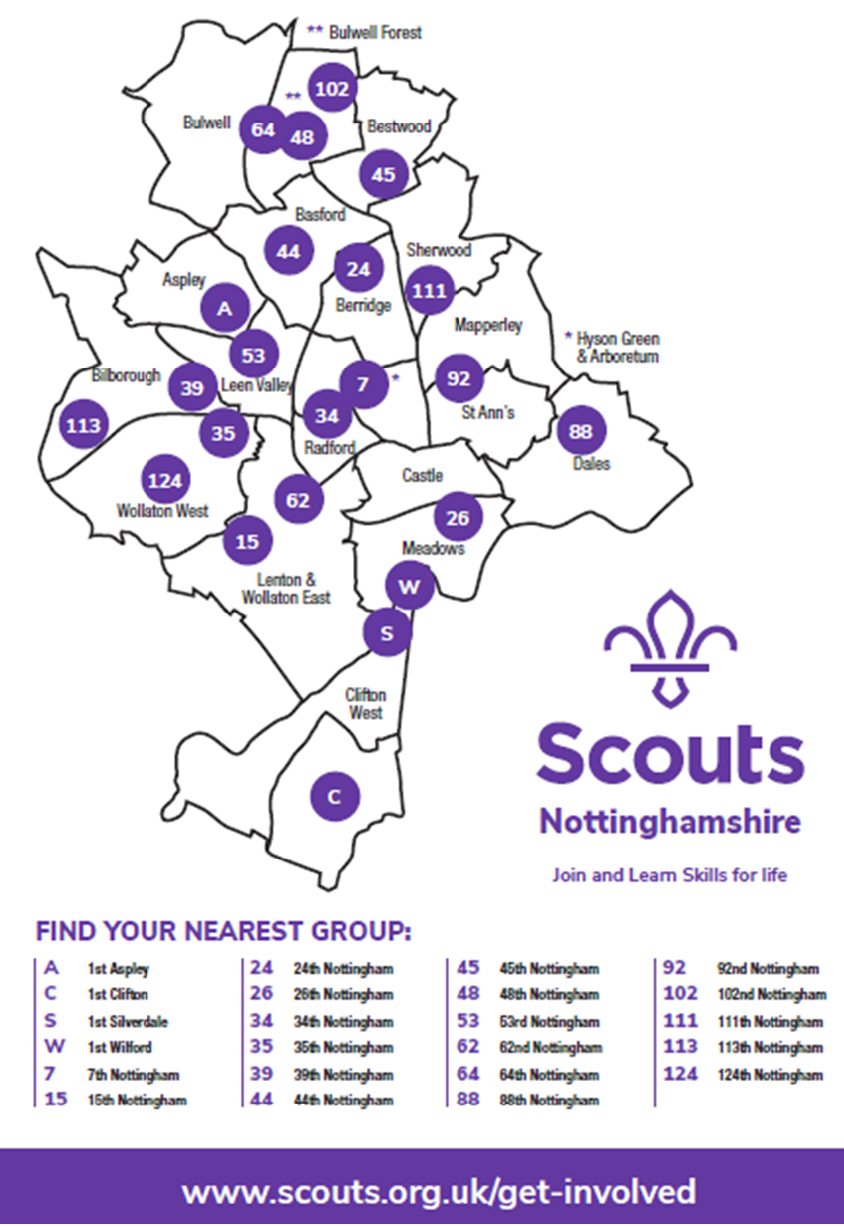 ** Bulwell Forest
102
**
Bulwell
64
48
Bestwood
45
Basford
44
Sherwood
24
Aspley
111
A
Berridge
Mapperley
* Hyson Green
& Arboretum
53
Bilborough
39
Leen Valley
7
*
92
34
St Ann's
113
35
88
Radford
Dales
124
Castle
62
Wollaton West
26
15
Meadows
Lenton &
Wollaton East
W
S
Clifton
West
C
Scouts
Nottinghamshire
Join and Learn Skills for life
FIND YOUR NEAREST GROUP:
A 1st Aspley
C 1st Clifton
S 1st Silverdale
W 1st Wilford
7 7th Nottingham
15 15th Nottingham
24 24th Nottingham
26 26th Nottingham
34 34th Nottingham
35 35th Nottingham
39 39th Nottingham
44 44th Nottingham
45 45th Nottingham
48 48th Nottingham
53 53rd Nottingham
62 62nd Nottingham
64 64th Nottingham
88 88th Nottingham
92 92nd Nottingham
102 102nd Nottingham
111 111th Nottingham
113 113th Nottingham
124 124th Nottingham
www.scouts.org.uk/get-involved